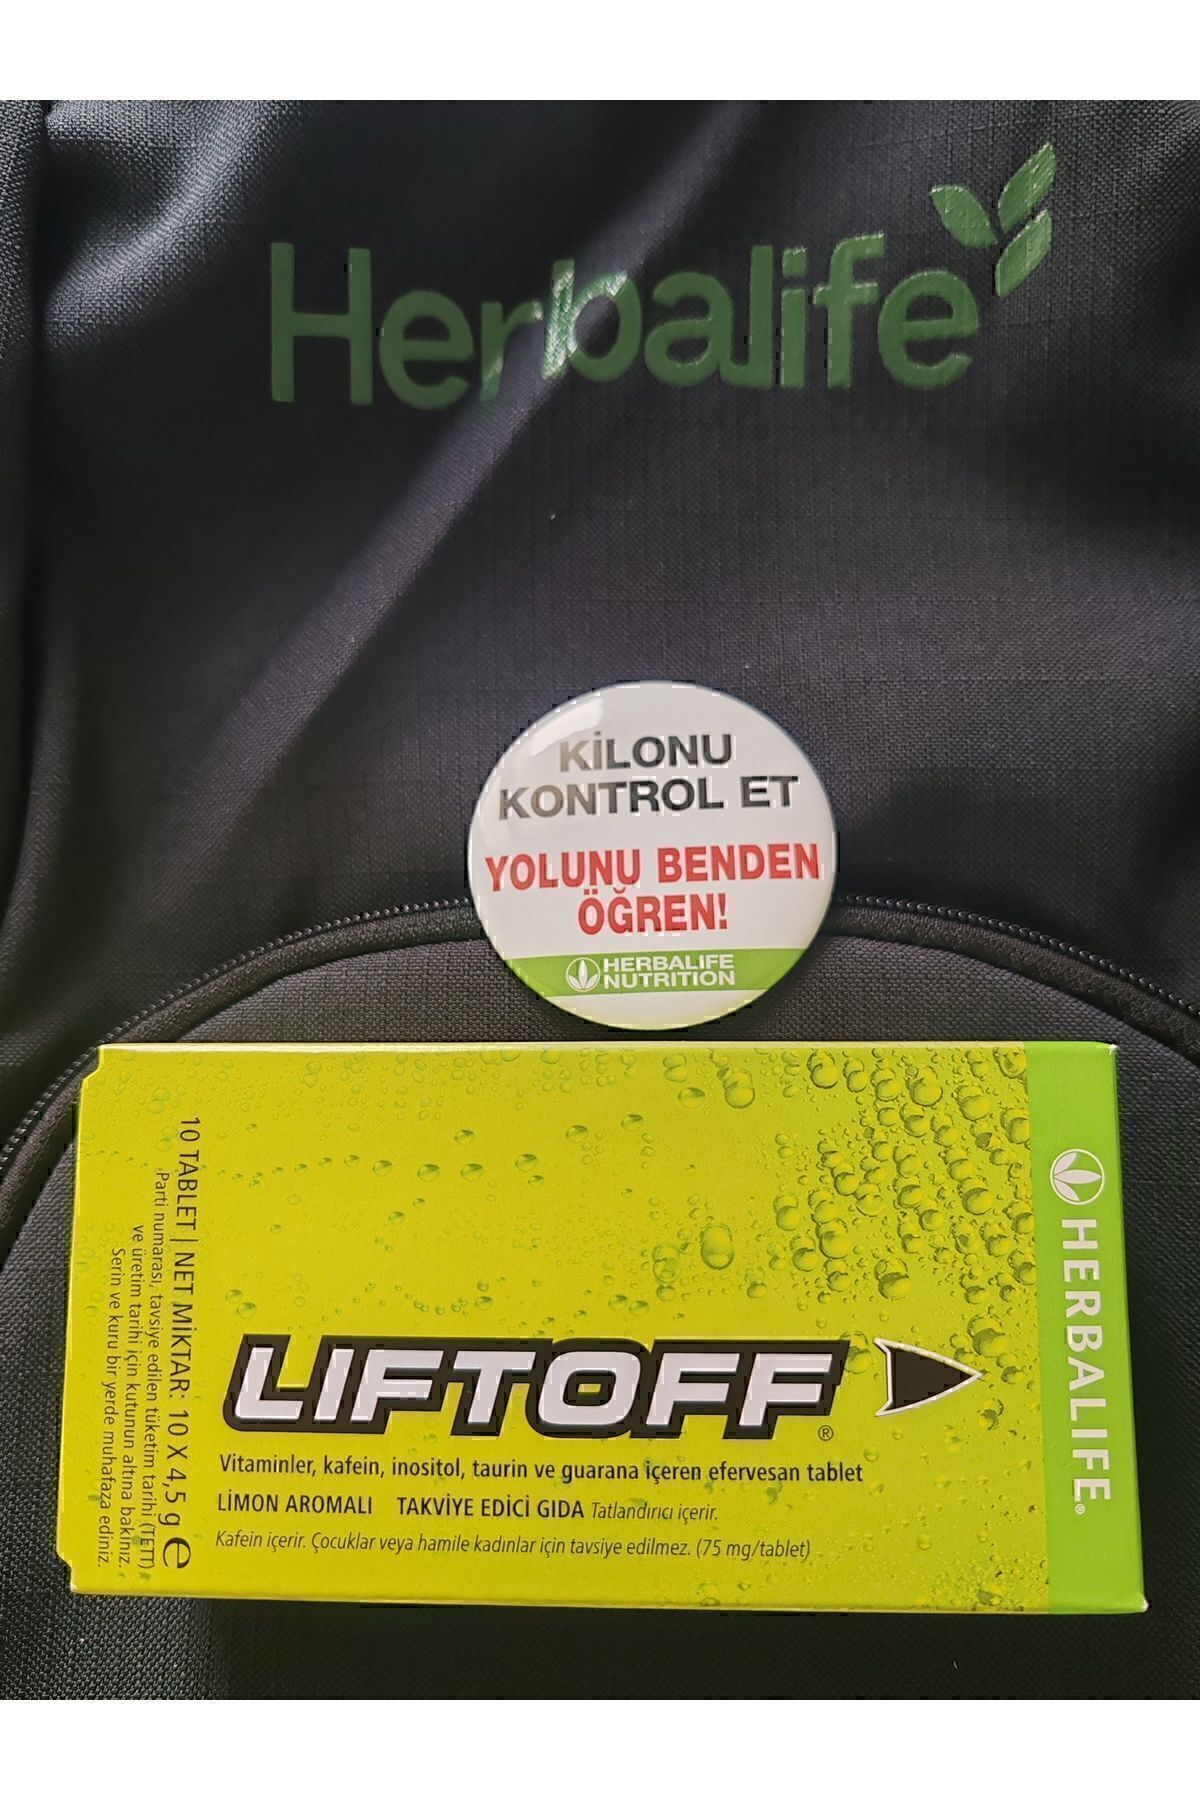 Herbalife
KİLONU
KONTROL ET
YOLUNU BENDEN
ÖĞREN!
HERBALIFE
NUTRITION
HERBALIFE®
LIFTOFF®
Vitaminler, kafein, inositol, taurin ve guarana içeren efervesan tablet
LİMON AROMALI TAKVİYE EDİCİ GIDA Tatlandırıcı içerir.
Kafein içerir. Çocuklar veya hamile kadınlar için tavsiye edilmez. (75 mg/tablet)
10 TABLET | NET MİKTAR: 10 X 4,5 g e
Parti numarası, tavsiye edilen tüketim tarihi (TETT)
ve üretim tarihi için kutunun altına bakınız.
Serin ve kuru bir yerde muhafaza ediniz.